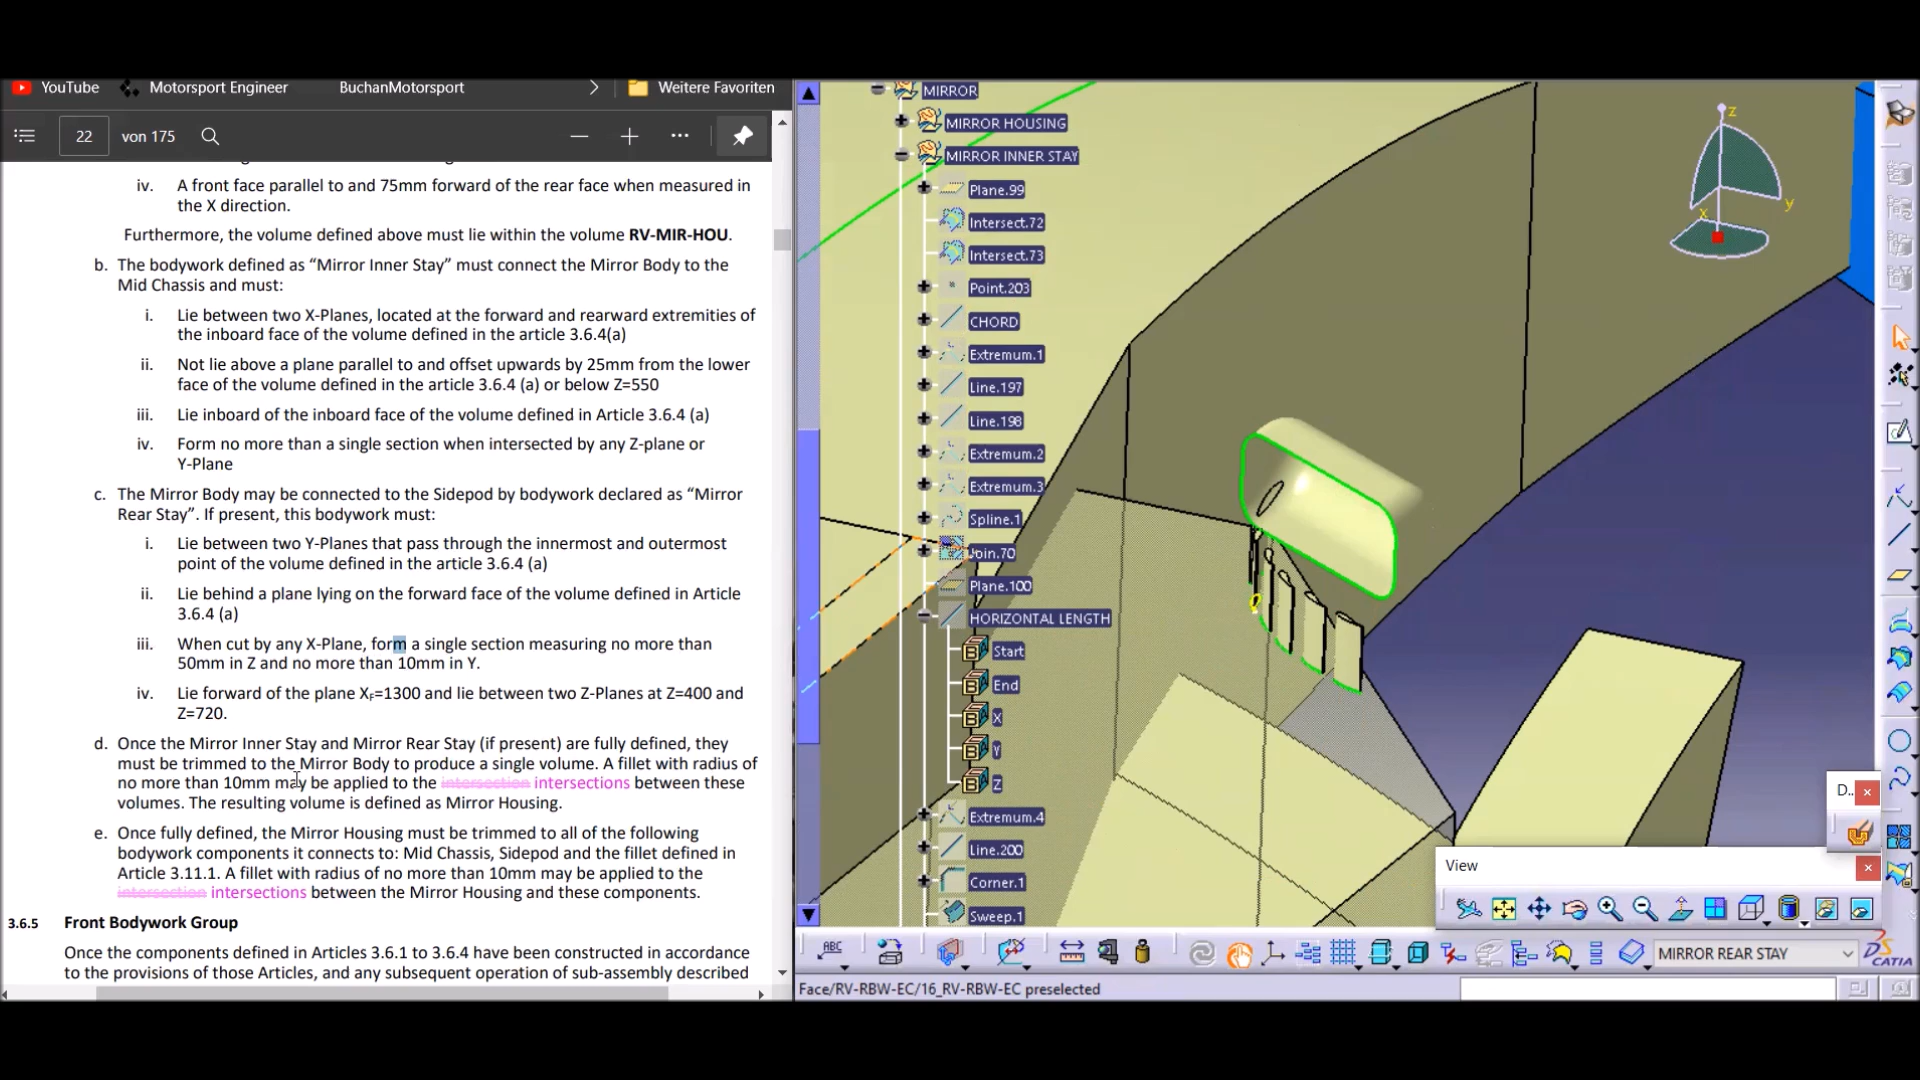 YouTube
Motorsport Engineer
BuchanMotorsport
Weitere Favoriten
22 von 175
iv. A front face parallel to and 75mm forward of the rear face when measured in
the X direction.
Furthermore, the volume defined above must lie within the volume RV-MIR-HOU.
b. The bodywork defined as “Mirror Inner Stay” must connect the Mirror Body to the
Mid Chassis and must:
i. Lie between two X-Planes, located at the forward and rearward extremities of
the inboard face of the volume defined in the article 3.6.4(a)
ii. Not lie above a plane parallel to and offset upwards by 25mm from the lower
face of the volume defined in the article 3.6.4 (a) or below Z=550
iii. Lie inboard of the inboard face of the volume defined in Article 3.6.4 (a)
iv. Form no more than a single section when intersected by any Z-plane or
Y-Plane
c. The Mirror Body may be connected to the Sidepod by bodywork declared as “Mirror
Rear Stay”. If present, this bodywork must:
i. Lie between two Y-Planes that pass through the innermost and outermost
point of the volume defined in the article 3.6.4 (a)
ii. Lie behind a plane lying on the forward face of the volume defined in Article
3.6.4 (a)
iii. When cut by any X-Plane, form a single section measuring no more than
50mm in Z and no more than 10mm in Y.
iv. Lie forward of the plane XF=1300 and lie between two Z-Planes at Z=400 and
Z=720.
d. Once the Mirror Inner Stay and Mirror Rear Stay (if present) are fully defined, they
must be trimmed to the Mirror Body to produce a single volume. A fillet with radius of
no more than 10mm may be applied to the intersection intersections between these
volumes. The resulting volume is defined as Mirror Housing.
e. Once fully defined, the Mirror Housing must be trimmed to all of the following
bodywork components it connects to: Mid Chassis, Sidepod and the fillet defined in
Article 3.11.1. A fillet with radius of no more than 10mm may be applied to the
intersection intersections between the Mirror Housing and these components.
3.6.5 Front Bodywork Group
Once the components defined in Articles 3.6.1 to 3.6.4 have been constructed in accordance
to the provisions of those Articles, and any subsequent operation of sub-assembly described
MIRROR
MIRROR HOUSING
MIRROR INNER STAY
Plane.99
Intersect.72
Intersect.73
Point.203
CHORD
Extremum.1
Line.197
Line.198
Extremum.2
Extremum.3
Spline.1
Join.70
Plane.100
HORIZONTAL LENGTH
Start
End
X
Y
Z
Extremum.4
Line.200
Corner.1
Sweep.1
z
y
x
D..
View
ABC
MIRROR REAR STAY
CATIA
Face/RV-RBW-EC/16_RV-RBW-EC preselected